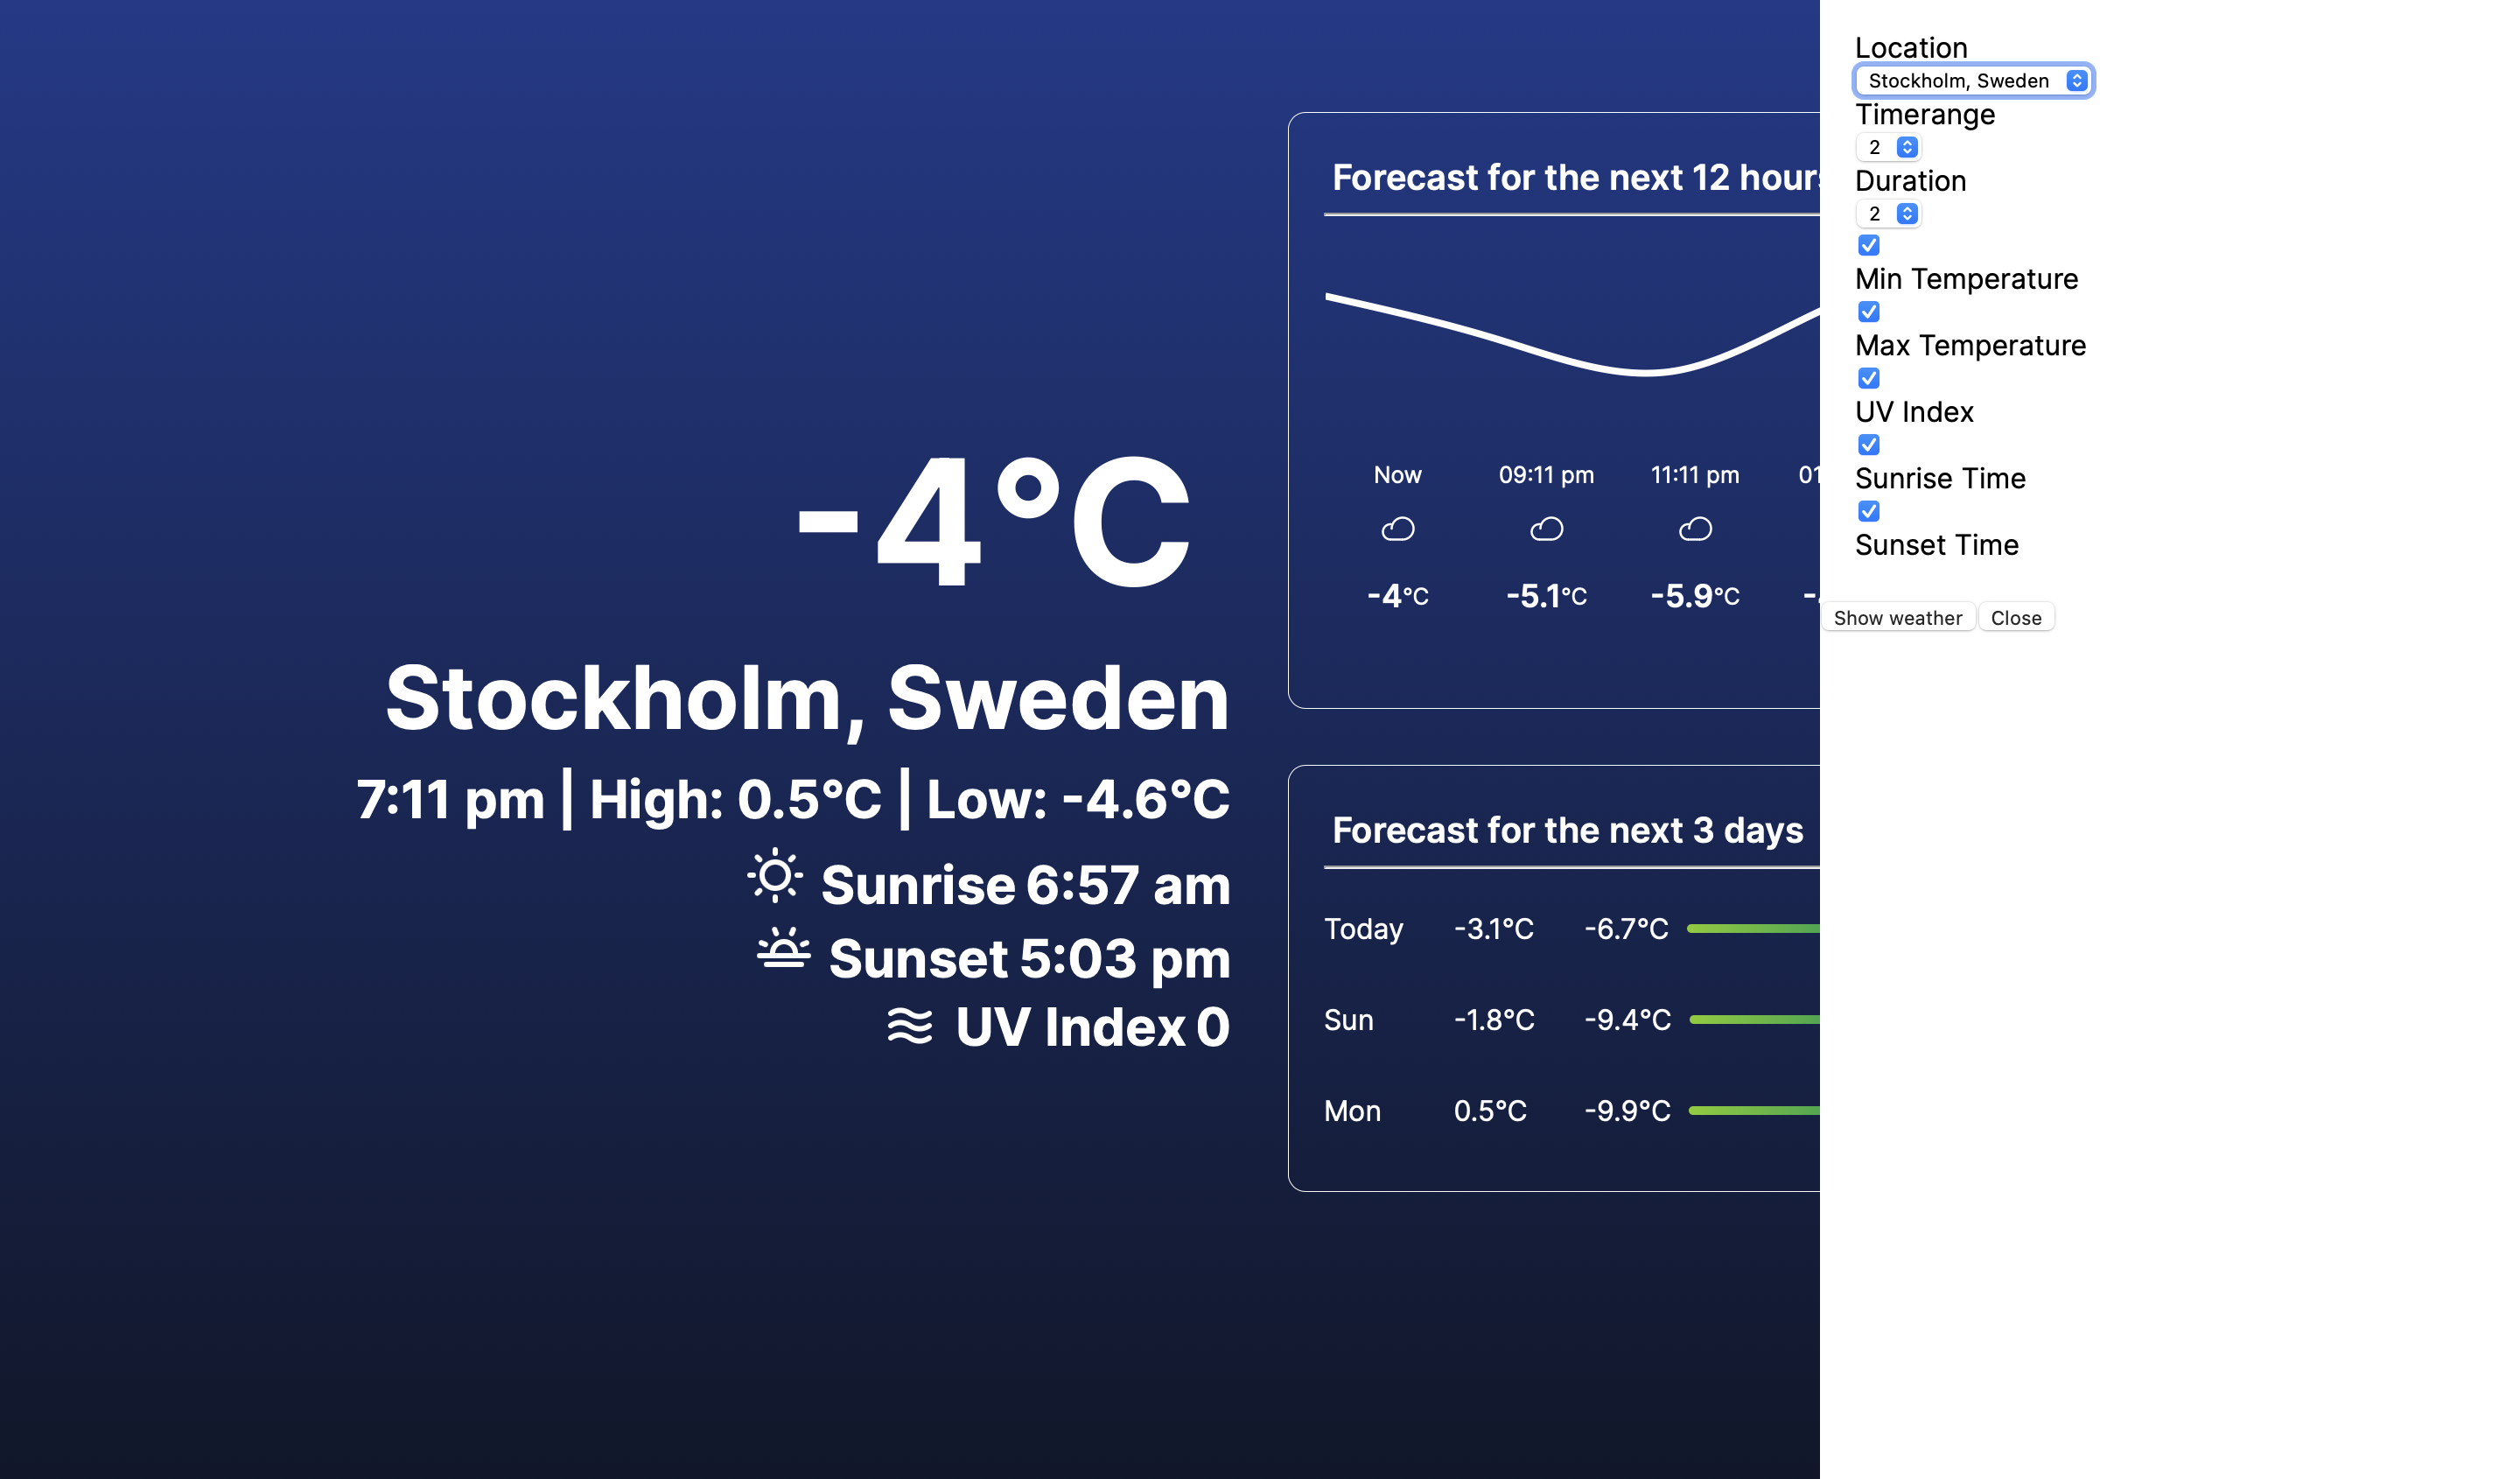 -4°C
Stockholm, Sweden
7:11 pm | High: 0.5°C | Low: -4.6°C
Sunrise 6:57 am
Sunset 5:03 pm
UV Index 0
Forecast for the next 12 hours
Now 09:11 pm 11:11 pm 01
-4°C -5.1°C -5.9°C -
Forecast for the next 3 days
Today -3.1°C -6.7°C
Sun -1.8°C -9.4°C
Mon 0.5°C -9.9°C
Location
Stockholm, Sweden
Timerange
2
Duration
2
Min Temperature
Max Temperature
UV Index
Sunrise Time
Sunset Time
Show weather Close